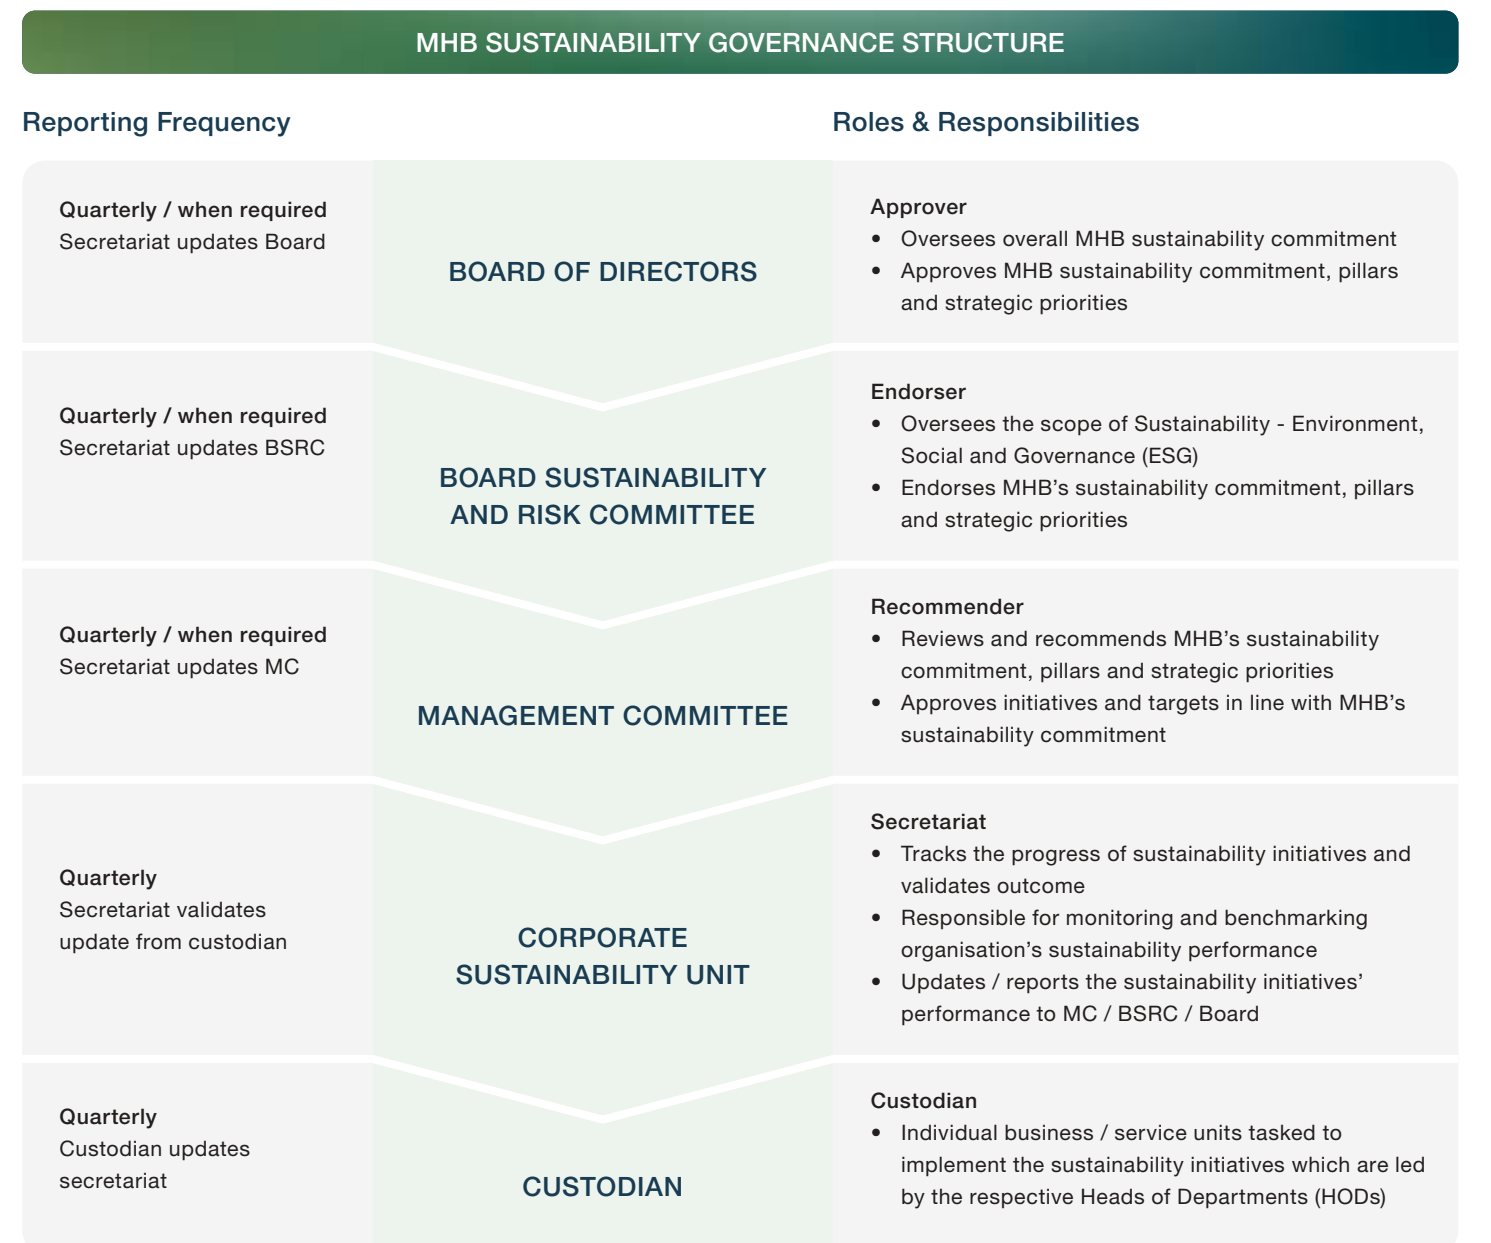 MHB SUSTAINABILITY GOVERNANCE STRUCTURE
Reporting Frequency
Roles & Responsibilities
Quarterly / when required
Secretariat updates Board
BOARD OF DIRECTORS
Approver
• Oversees overall MHB sustainability commitment
• Approves MHB sustainability commitment, pillars
and strategic priorities
Quarterly / when required
Secretariat updates BSRC
BOARD SUSTAINABILITY
AND RISK COMMITTEE
Endorser
• Oversees the scope of Sustainability - Environment,
Social and Governance (ESG)
• Endorses MHB’s sustainability commitment, pillars
and strategic priorities
Quarterly / when required
Secretariat updates MC
MANAGEMENT COMMITTEE
Recommender
• Reviews and recommends MHB’s sustainability
commitment, pillars and strategic priorities
• Approves initiatives and targets in line with MHB’s
sustainability commitment
Quarterly
Secretariat validates
update from custodian
CORPORATE
SUSTAINABILITY UNIT
Secretariat
• Tracks the progress of sustainability initiatives and
validates outcome
• Responsible for monitoring and benchmarking
organisation’s sustainability performance
• Updates / reports the sustainability initiatives’
performance to MC / BSRC / Board
Quarterly
Custodian updates
secretariat
CUSTODIAN
Custodian
• Individual business / service units tasked to
implement the sustainability initiatives which are led
by the respective Heads of Departments (HODs)